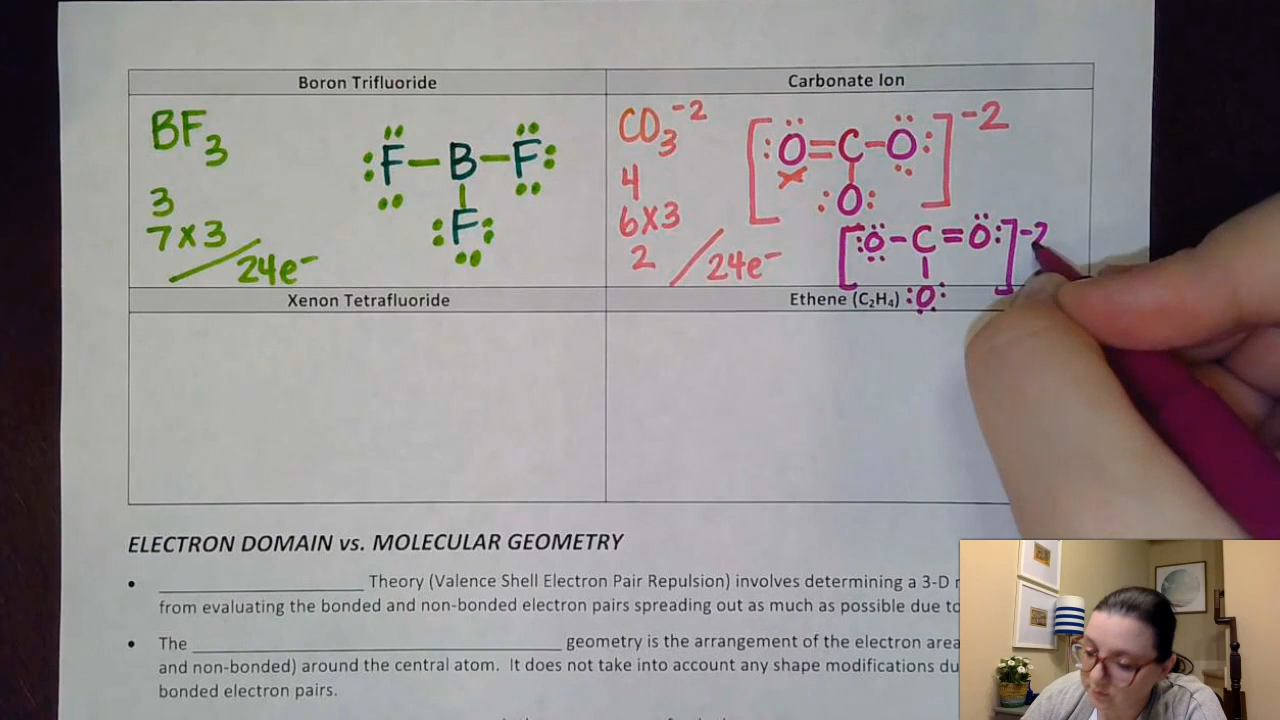 Boron Trifluoride
BF3
3
7x3
24e-
F-B-F
F
Carbonate Ion
CO3-2
4
6x3
2
24e-
[O=C-O]-2
O
[O-C=O]-2
O
Xenon Tetrafluoride
Ethene (C2H4)
ELECTRON DOMAIN vs. MOLECULAR GEOMETRY
• ____________________ Theory (Valence Shell Electron Pair Repulsion) involves determining a 3-D
from evaluating the bonded and non-bonded electron pairs spreading out as much as possible due to
• The ____________________________________ geometry is the arrangement of the electron area
and non-bonded) around the central atom. It does not take into account any shape modifications
bonded electron pairs.